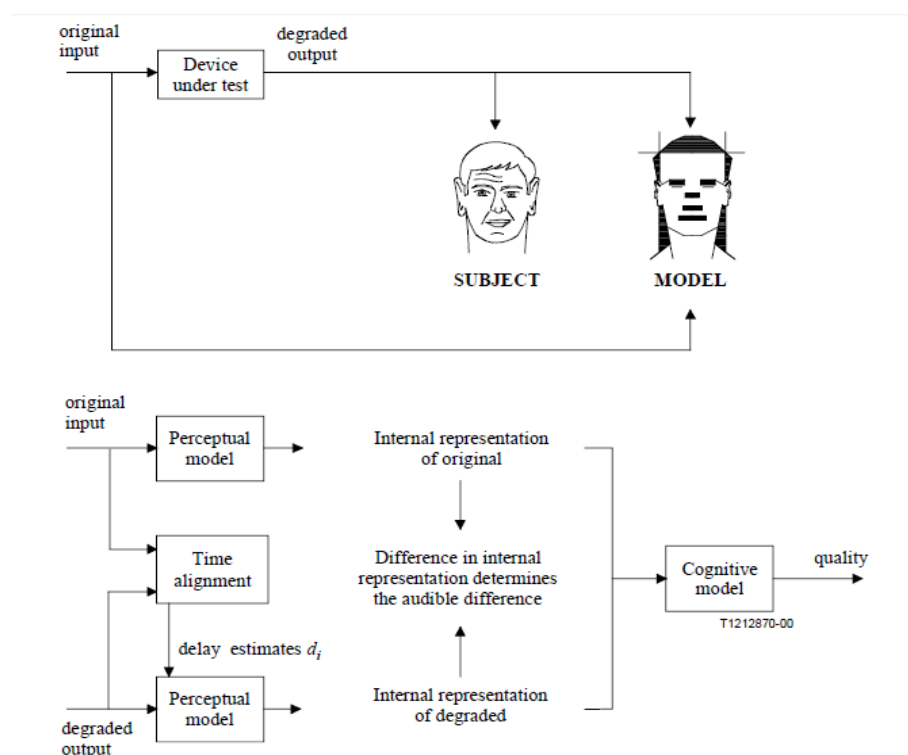 original
input
degraded
output
Device
under test
SUBJECT
MODEL
original
input
Perceptual
model
Internal representation
of original
Time
alignment
Difference in internal
representation determines
the audible difference
Cognitive
model
quality
T1212870-00
delay estimates di
Perceptual
model
Internal representation
of degraded
degraded
output